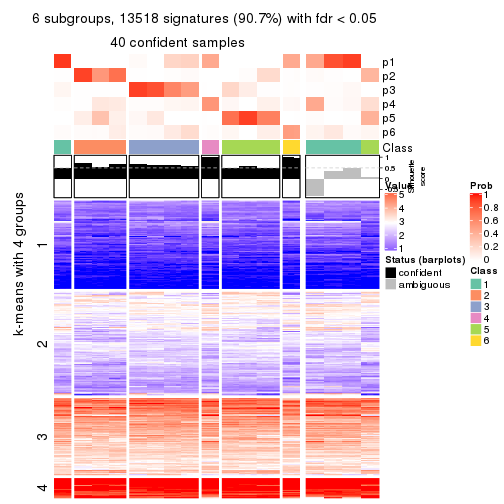 6 subgroups, 13518 signatures (90.7%) with fdr < 0.05
40 confident samples
p1
p2
p3
p4
p5
p6
Class
1
0.5
0
-0.5
Silhouette
score
k-means with 4 groups
1
2
3
4
Value
5
4
3
2
1
Status (barplots)
confident
ambiguous
Prob
1
0.8
0.6
0.4
0.2
0
Class
1
2
3
4
5
6